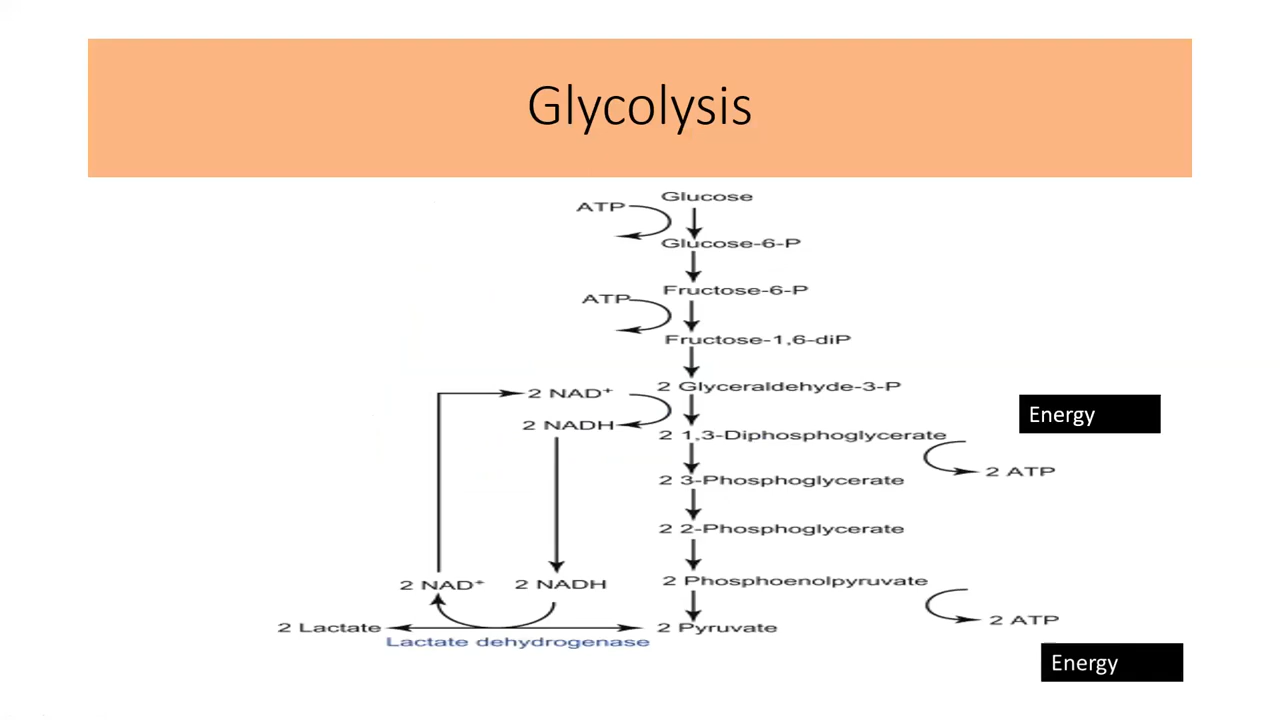 Glycolysis
Glucose
ATP
Glucose-6-P
Fructose-6-P
ATP
Fructose-1,6-diP
2 Glyceraldehyde-3-P
2 NAD⁺
2 NADH
2 1,3-Diphosphoglycerate
Energy
2 ATP
2 3-Phosphoglycerate
2 2-Phosphoglycerate
2 NAD⁺ 2 NADH
2 Phosphoenolpyruvate
2 ATP
2 Lactate
Lactate dehydrogenase
2 Pyruvate
Energy